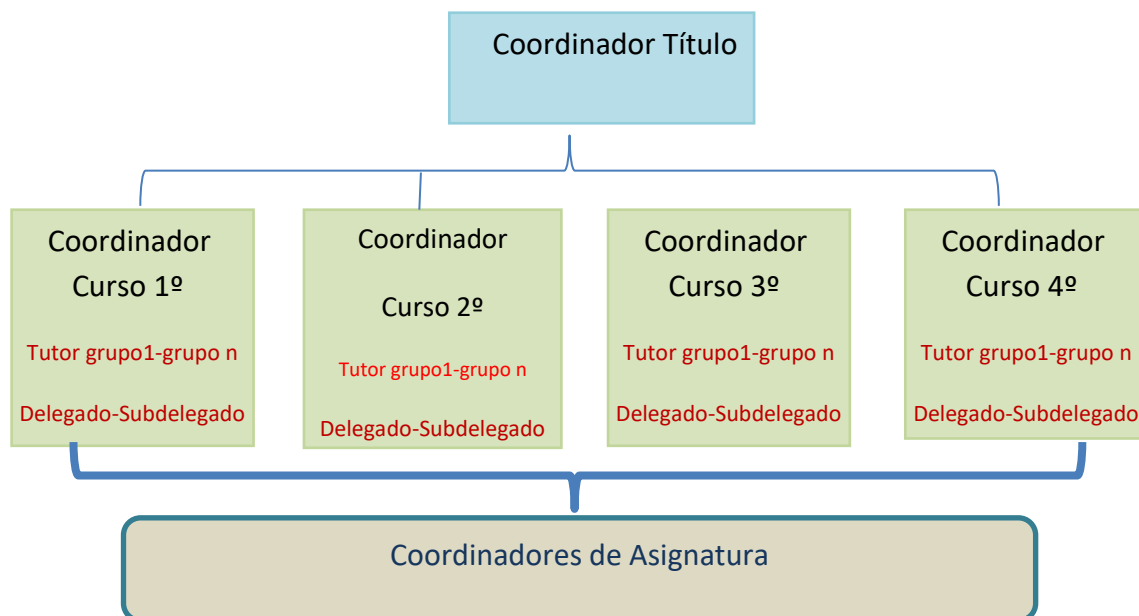 Coordinador Título
Coordinador
Curso 1º
Tutor grupo1-grupo n
Delegado-Subdelegado
Coordinador
Curso 2º
Tutor grupo1-grupo n
Delegado-Subdelegado
Coordinador
Curso 3º
Tutor grupo1-grupo n
Delegado-Subdelegado
Coordinador
Curso 4º
Tutor grupo1-grupo n
Delegado-Subdelegado
Coordinadores de Asignatura